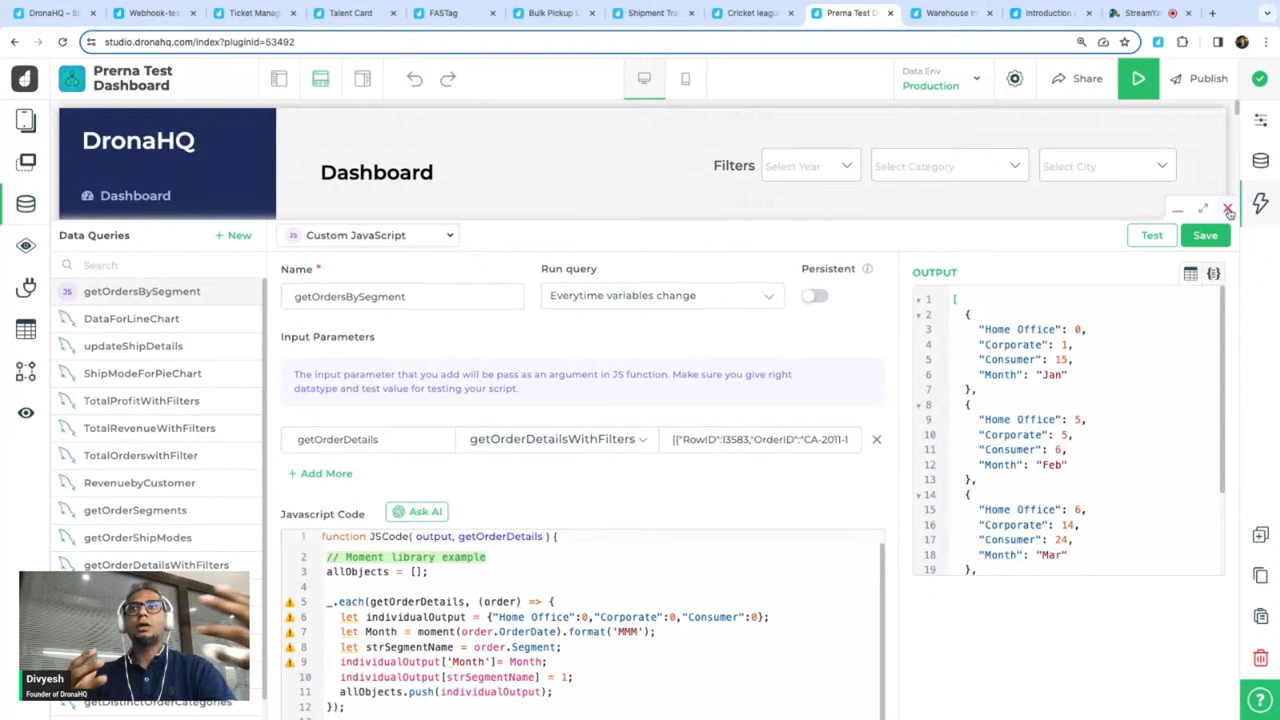 DronaHQ - S
Webhook-tes
Ticket Manag
Talent Card
FASTag
Bulk Pickup U
Shipment Tra
Cricket leagu
Prerna Test D
Warehouse In
Introduction
StreamYa
studio.dronahq.com/index?pluginid=53492
Prerna Test
Dashboard
Data Env
Production
Share
Publish
DronaHQ
Dashboard
Dashboard
Filters
Select Year
Select Category
Select City
Data Queries
+ New
JS Custom JavaScript
Test
Save
Search
JS getOrdersBySegment
DataForLineChart
updateShipDetails
ShipModeForPieChart
TotalProfitWithFilters
TotalRevenueWithFilters
TotalOrderswithFilter
RevenuebyCustomer
getOrderSegments
getOrderShipModes
getOrderDetailsWithFilters
getDistinctOrderCategories
Name *
getOrdersBySegment
Run query
Everytime variables change
Persistent
Input Parameters
The input parameter that you add will be pass as an argument in JS function. Make sure you give right
datatype and test value for testing your script.
getOrderDetails
getOrderDetailsWithFilters
[{"RowID":13583,"OrderID":"CA-2011-1
+ Add More
Javascript Code
Ask AI
1 function JSCode( output, getOrderDetails ) {
2 // Moment library example
3 allObjects = [];
4
5 _.each(getOrderDetails, (order) => {
6 let individualOutput = {"Home Office":0,"Corporate":0,"Consumer":0};
7 let Month = moment(order.OrderDate).format('MMM');
8 let strSegmentName = order.Segment;
9 individualOutput['Month']= Month;
10 individualOutput[strSegmentName] = 1;
11 allObjects.push(individualOutput);
12 });
OUTPUT
1 [
2 {
3 "Home Office": 0,
4 "Corporate": 1,
5 "Consumer": 15,
6 "Month": "Jan"
7 },
8 {
9 "Home Office": 5,
10 "Corporate": 5,
11 "Consumer": 6,
12 "Month": "Feb"
13 },
14 {
15 "Home Office": 6,
16 "Corporate": 14,
17 "Consumer": 24,
18 "Month": "Mar"
19 },
Divyesh
Founder of DronaHQ